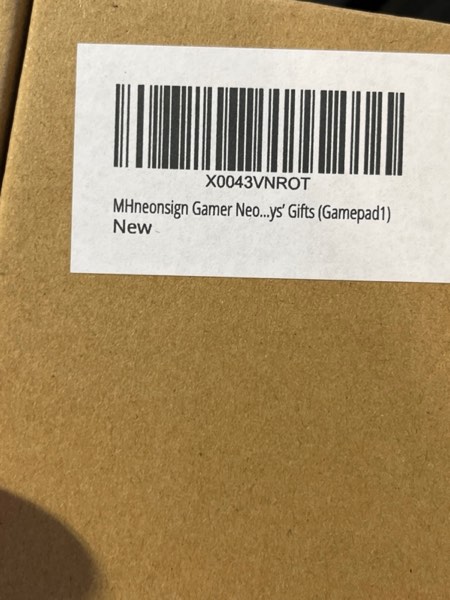 X0043VNROT
MHneonsign Gamer Neo...ys' Gifts (Gamepad1)
New